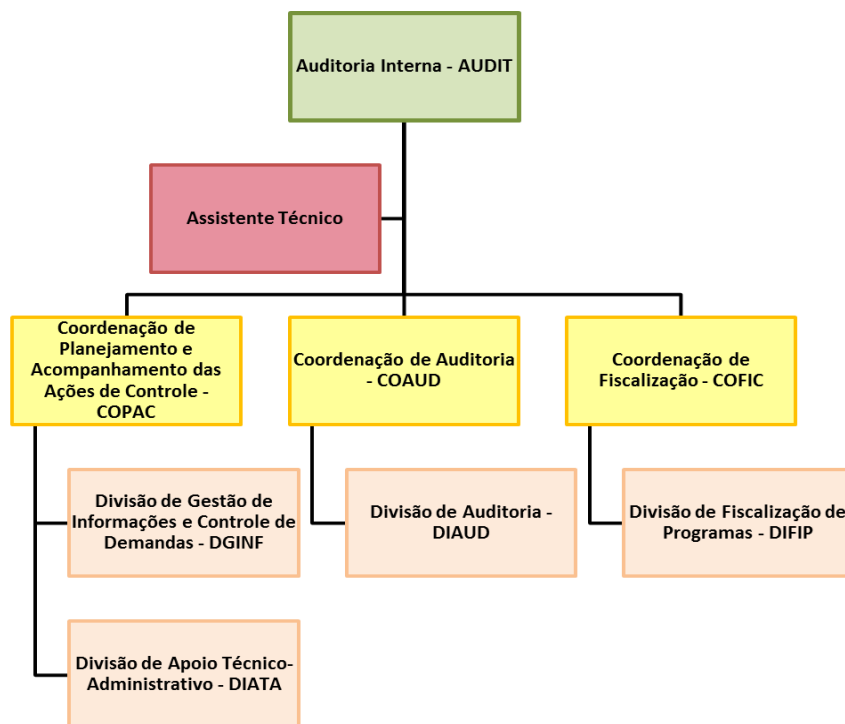 Auditoria Interna - AUDIT
Assistente Técnico
Coordenação de
Planejamento e
Acompanhamento das
Ações de Controle -
COPAC
Coordenação de Auditoria
- COAUD
Coordenação de
Fiscalização - COFIC
Divisão de Gestão de
Informações e Controle de
Demandas - DGINF
Divisão de Auditoria -
DIAUD
Divisão de Fiscalização de
Programas - DIFIP
Divisão de Apoio Técnico-
Administrativo - DIATA